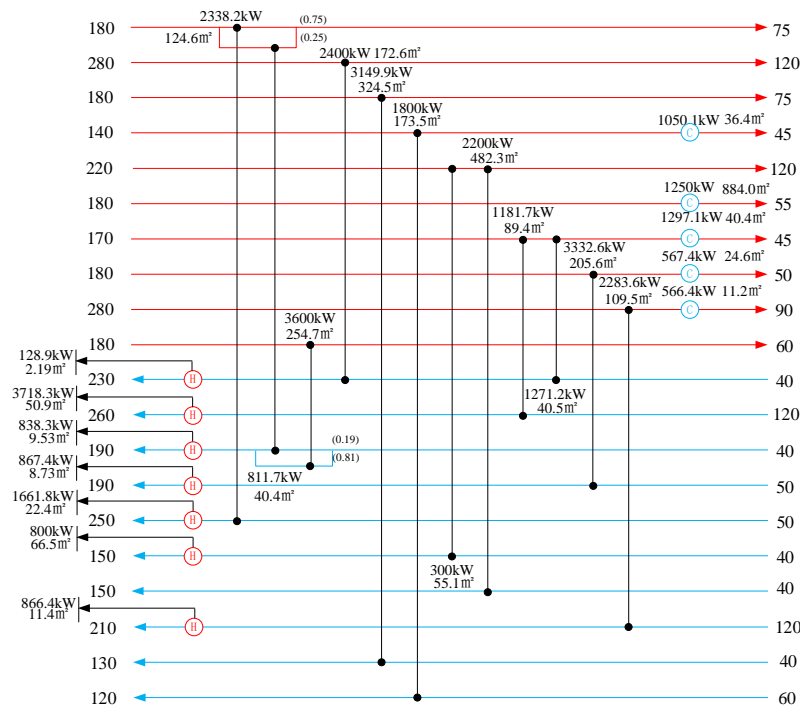 2338.2kW (0.75)
180 75
124.6㎡ (0.25)
2400kW 172.6㎡
280 120
3149.9kW
324.5㎡
180 75
1800kW
173.5㎡
1050.1kW 36.4㎡
140 C 45
2200kW
482.3㎡
220 120
1250kW 884.0㎡
180 C 55
1181.7kW
89.4㎡
1297.1kW 40.4㎡
170 C 45
3332.6kW
205.6㎡
567.4kW 24.6㎡
180 C 50
2283.6kW
109.5㎡
566.4kW 11.2㎡
280 C 90
3600kW
254.7㎡
180 60
128.9kW
2.19㎡
230 H 40
1271.2kW
40.5㎡
3718.3kW
50.9㎡
260 H 120
838.3kW
9.53㎡
(0.19)
190 H 40
(0.81)
811.7kW
40.4㎡
867.4kW
8.73㎡
190 H 50
1661.8kW
22.4㎡
250 H 50
800kW
66.5㎡
150 H 40
300kW
55.1㎡
150 40
866.4kW
11.4㎡
210 H 120
130 40
120 60